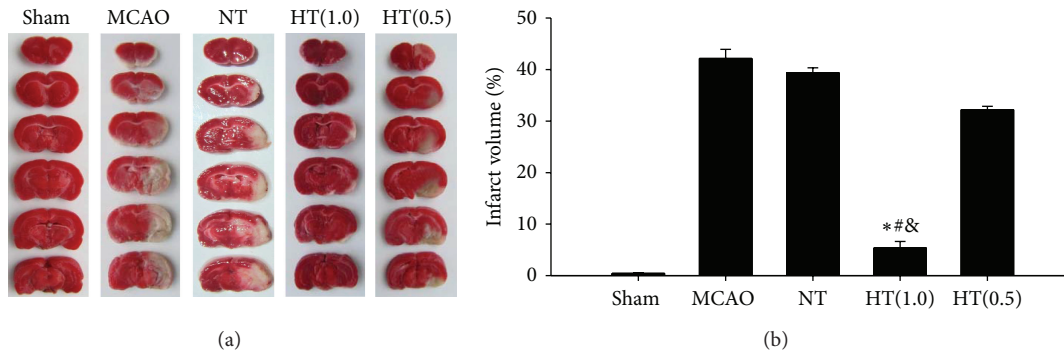 Sham MCAO NT HT(1.0) HT(0.5)
(a)
50
40
30
20
10
0
Infarct volume (%)
*#&
Sham MCAO NT HT(1.0) HT(0.5)
(b)